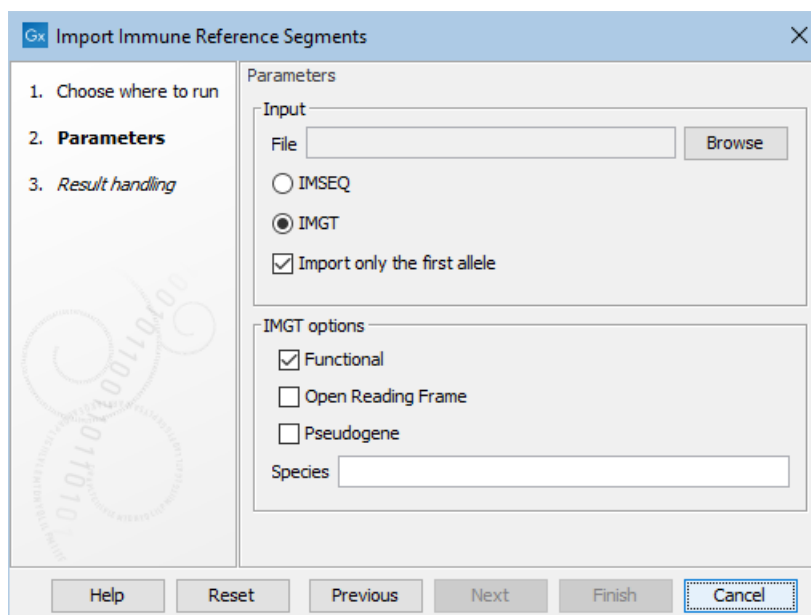 Gx Import Immune Reference Segments
1. Choose where to run
2. Parameters
3. Result handling
Parameters
Input
File
Browse
IMSEQ
IMGT
Import only the first allele
IMGT options
Functional
Open Reading Frame
Pseudogene
Species
Help Reset Previous Next Finish Cancel